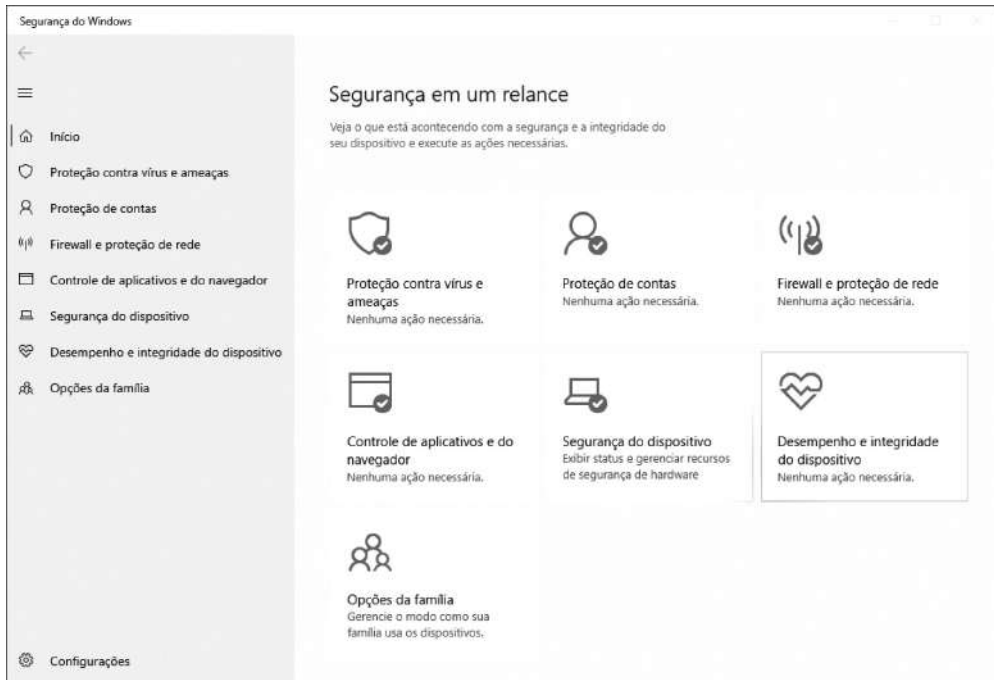 Segurança do Windows
Início
Proteção contra vírus e ameaças
Proteção de contas
Firewall e proteção de rede
Controle de aplicativos e do navegador
Segurança do dispositivo
Desempenho e integridade do dispositivo
Opções da família
Configurações
Segurança em um relance
Veja o que está acontecendo com a segurança e a integridade do
seu dispositivo e execute as ações necessárias.
Proteção contra vírus e
ameaças
Nenhuma ação necessária.
Proteção de contas
Nenhuma ação necessária.
Firewall e proteção de rede
Nenhuma ação necessária.
Controle de aplicativos e do
navegador
Nenhuma ação necessária.
Segurança do dispositivo
Exibir status e gerenciar recursos
de segurança de hardware
Desempenho e integridade
do dispositivo
Nenhuma ação necessária.
Opções da família
Gerencie o modo como sua
família usa os dispositivos.